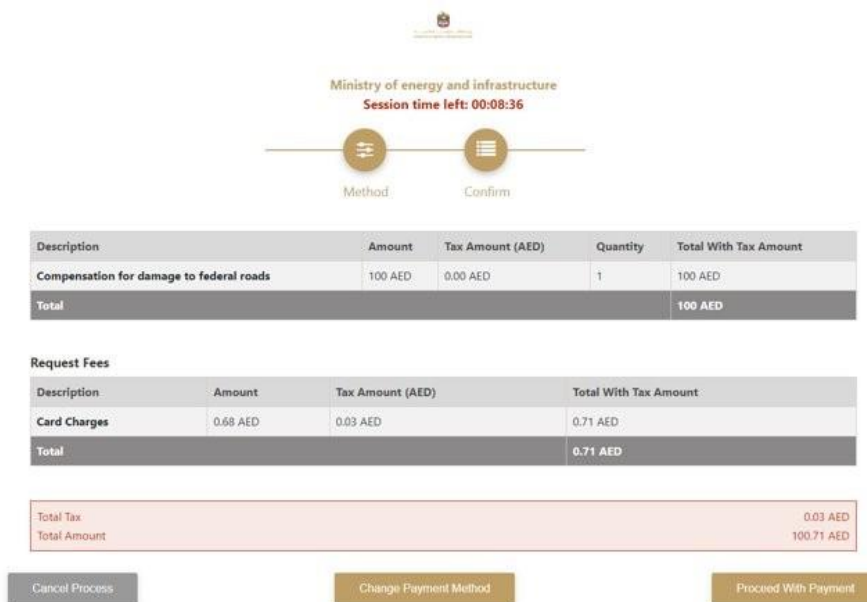 Ministry of energy and infrastructure
Session time left: 00:08:36
Method Confirm
Description Amount Tax Amount (AED) Quantity Total With Tax Amount
Compensation for damage to federal roads 100 AED 0.00 AED 1 100 AED
Total 100 AED
Request Fees
Description Amount Tax Amount (AED) Total With Tax Amount
Card Charges 0.68 AED 0.03 AED 0.71 AED
Total 0.71 AED
Total Tax 0.03 AED
Total Amount 100.71 AED
Cancel Process Change Payment Method Proceed With Payment